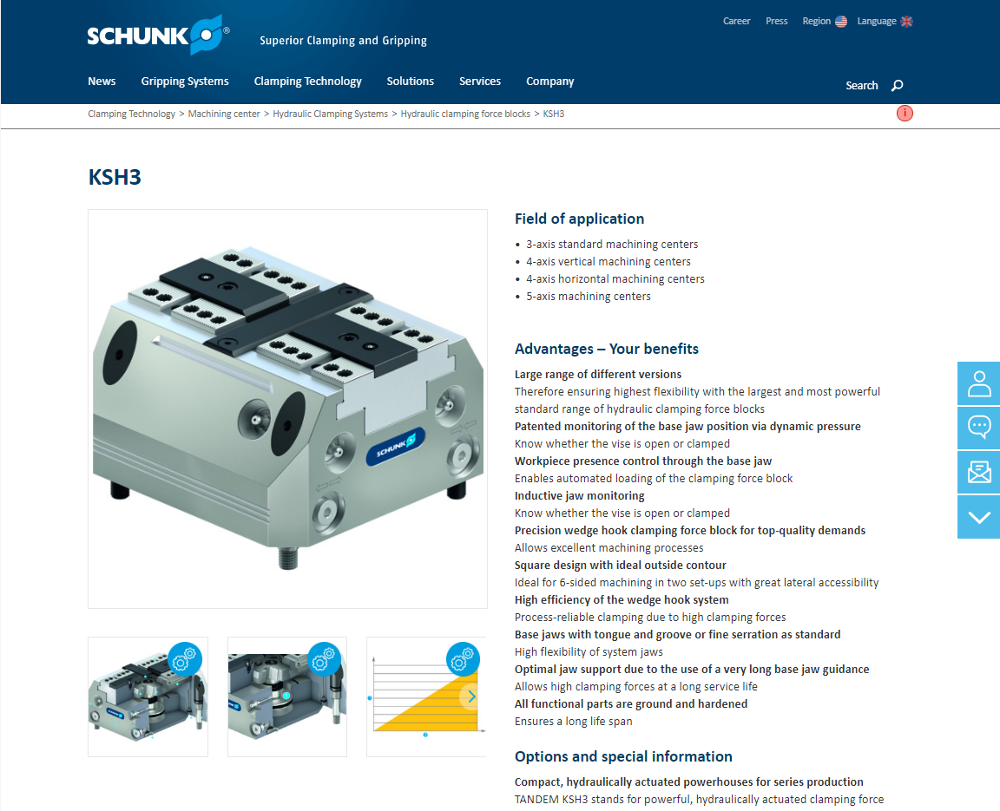 SCHUNK ®
Superior Clamping and Gripping
Career Press Region Language
News Gripping Systems Clamping Technology Solutions Services Company
Search
Clamping Technology > Machining center > Hydraulic Clamping Systems > Hydraulic clamping force blocks > KSH3
i
KSH3
SCHUNK
Field of application
• 3-axis standard machining centers
• 4-axis vertical machining centers
• 4-axis horizontal machining centers
• 5-axis machining centers
Advantages – Your benefits
Large range of different versions
Therefore ensuring highest flexibility with the largest and most powerful
standard range of hydraulic clamping force blocks
Patented monitoring of the base jaw position via dynamic pressure
Know whether the vise is open or clamped
Workpiece presence control through the base jaw
Enables automated loading of the clamping force block
Inductive jaw monitoring
Know whether the vise is open or clamped
Precision wedge hook clamping force block for top-quality demands
Allows excellent machining processes
Square design with ideal outside contour
Ideal for 6-sided machining in two set-ups with great lateral accessibility
High efficiency of the wedge hook system
Process-reliable clamping due to high clamping forces
Base jaws with tongue and groove or fine serration as standard
High flexibility of system jaws
Optimal jaw support due to the use of a very long base jaw guidance
Allows high clamping forces at a long service life
All functional parts are ground and hardened
Ensures a long life span
Options and special information
Compact, hydraulically actuated powerhouses for series production
TANDEM KSH3 stands for powerful, hydraulically actuated clamping force